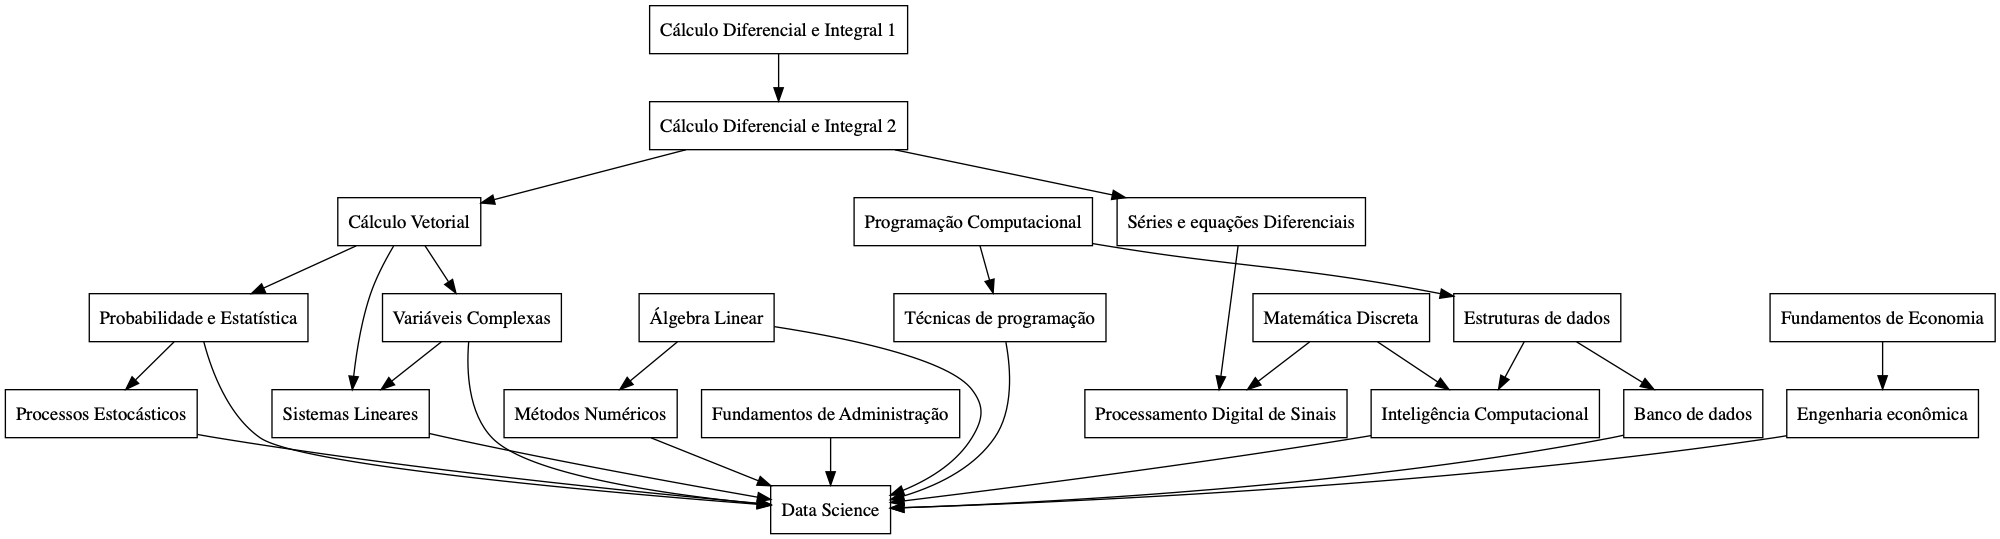 Cálculo Diferencial e Integral 1
Cálculo Diferencial e Integral 2
Cálculo Vetorial
Programação Computacional
Séries e equações Diferenciais
Probabilidade e Estatística
Variáveis Complexas
Álgebra Linear
Técnicas de programação
Matemática Discreta
Estruturas de dados
Fundamentos de Economia
Processos Estocásticos
Sistemas Lineares
Métodos Numéricos
Fundamentos de Administração
Processamento Digital de Sinais
Inteligência Computacional
Banco de dados
Engenharia econômica
Data Science